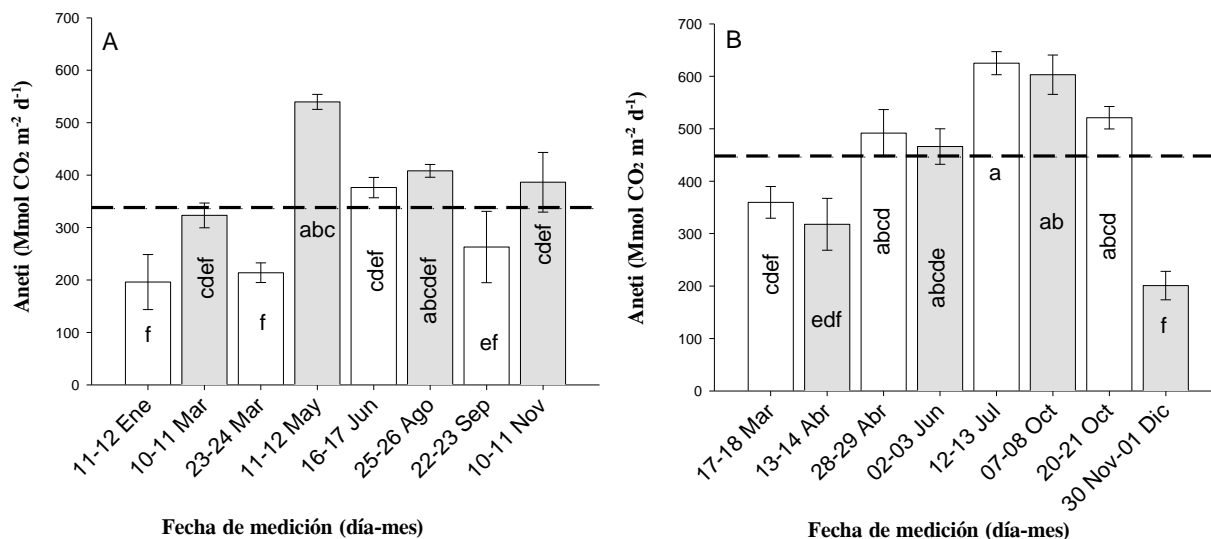 A
Aneti (Mmol CO₂ m⁻² d⁻¹)
700
600
500
400
300
200
100
0
f
cdef
f
abc
cdef
abcdef
ef
cdef
11-12 Ene
10-11 Mar
23-24 Mar
11-12 May
16-17 Jun
25-26 Ago
22-23 Sep
10-11 Nov
Fecha de medición (día-mes)
B
Aneti (Mmol CO₂ m⁻² d⁻¹)
700
600
500
400
300
200
100
0
cdef
edf
abcd
abcde
a
ab
abcd
f
17-18 Mar
13-14 Abr
28-29 Abr
02-03 Jun
12-13 Jul
07-08 Oct
20-21 Oct
30 Nov-01 Dic
Fecha de medición (día-mes)